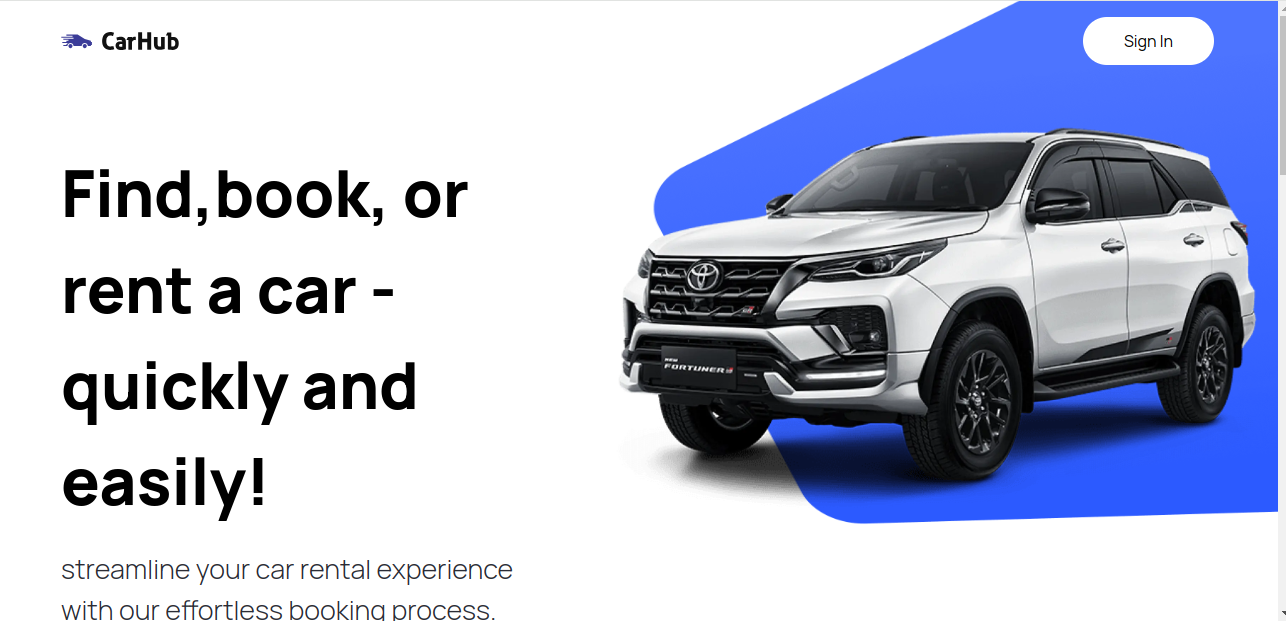 CarHub
Sign In
Find,book, or
rent a car -
quickly and
easily!
streamline your car rental experience
with our effortless booking process.
NEW
FORTUNER